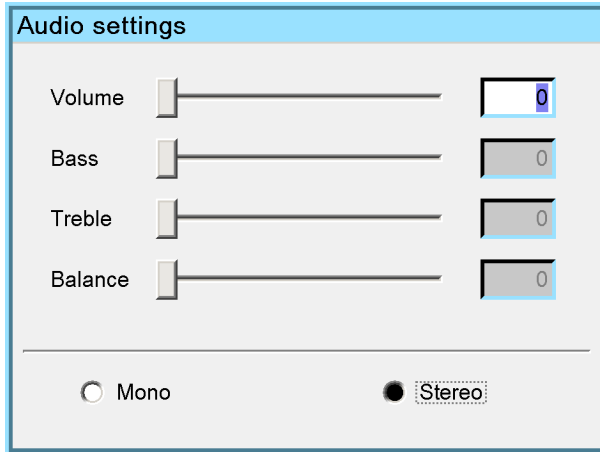 Audio settings
Volume 0
Bass 0
Treble 0
Balance 0
Mono Stereo